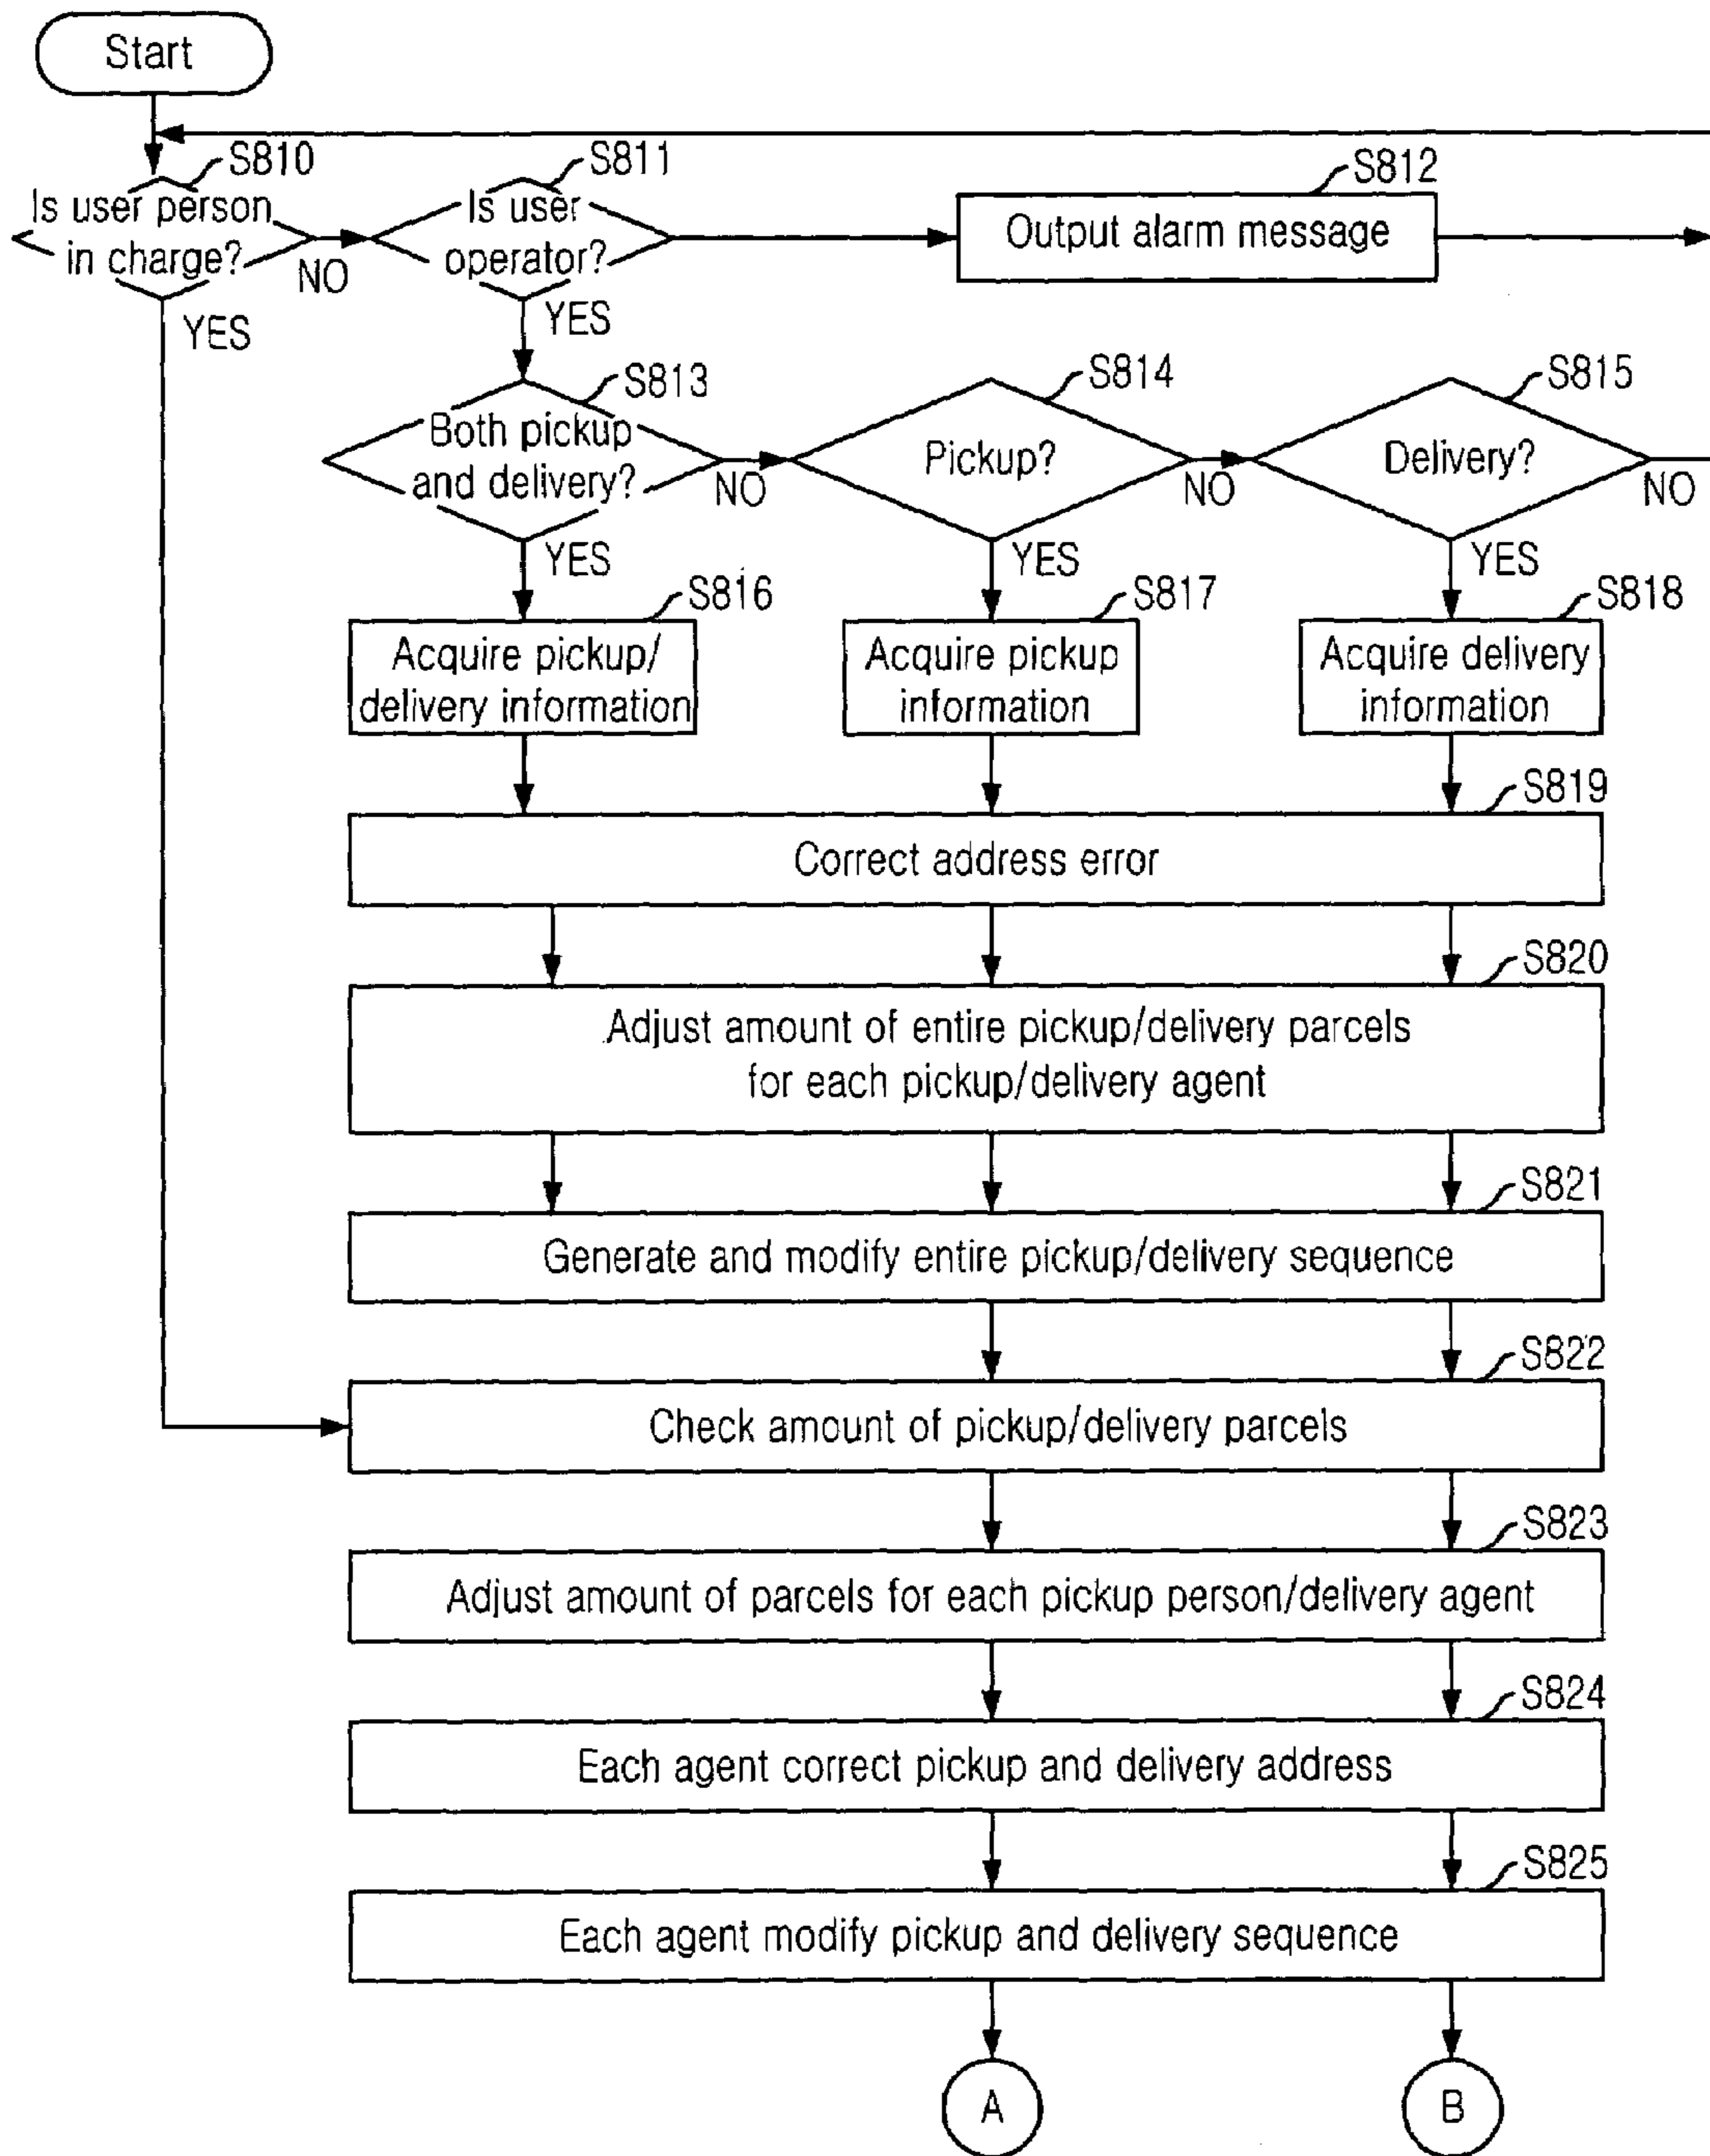 Start
S810
S811
S812
Is user person
in charge?
NO
YES
Is user
operator?
YES
Output alarm message
S813
S814
S815
Both pickup
and delivery?
NO
YES
Pickup?
NO
YES
Delivery?
NO
YES
S816
S817
S818
Acquire pickup/
delivery information
Acquire pickup
information
Acquire delivery
information
S819
Correct address error
S820
Adjust amount of entire pickup/delivery parcels
for each pickup/delivery agent
S821
Generate and modify entire pickup/delivery sequence
S822
Check amount of pickup/delivery parcels
S823
Adjust amount of parcels for each pickup person/delivery agent
S824
Each agent correct pickup and delivery address
S825
Each agent modify pickup and delivery sequence
A
B